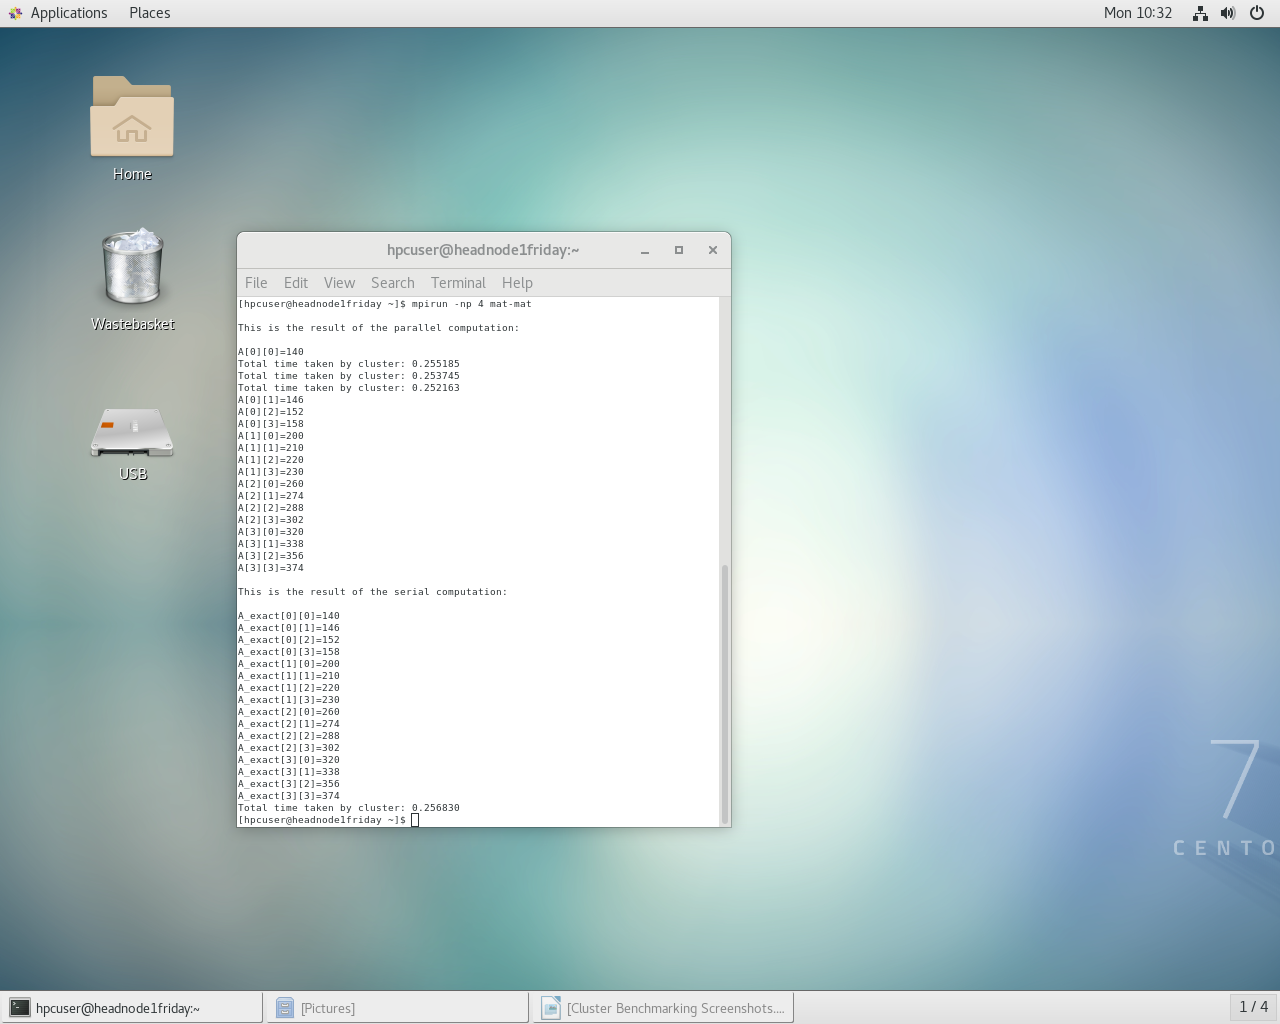 Applications Places Mon 10:32
Home
Wastebasket
USB
hpcuser@headnode1friday:~
File Edit View Search Terminal Help
[hpcuser@headnode1friday ~]$ mpirun -np 4 mat-mat
This is the result of the parallel computation:
A[0][0]=140
Total time taken by cluster: 0.255185
Total time taken by cluster: 0.253745
Total time taken by cluster: 0.252163
A[0][1]=146
A[0][2]=152
A[0][3]=158
A[1][0]=200
A[1][1]=210
A[1][2]=220
A[1][3]=230
A[2][0]=260
A[2][1]=274
A[2][2]=288
A[2][3]=302
A[3][0]=320
A[3][1]=338
A[3][2]=356
A[3][3]=374
This is the result of the serial computation:
A_exact[0][0]=140
A_exact[0][1]=146
A_exact[0][2]=152
A_exact[0][3]=158
A_exact[1][0]=200
A_exact[1][1]=210
A_exact[1][2]=220
A_exact[1][3]=230
A_exact[2][0]=260
A_exact[2][1]=274
A_exact[2][2]=288
A_exact[2][3]=302
A_exact[3][0]=320
A_exact[3][1]=338
A_exact[3][2]=356
A_exact[3][3]=374
Total time taken by cluster: 0.256830
[hpcuser@headnode1friday ~]$
7
CENTO
hpcuser@headnode1friday:~ [Pictures] [Cluster Benchmarking Screenshots.... 1 / 4